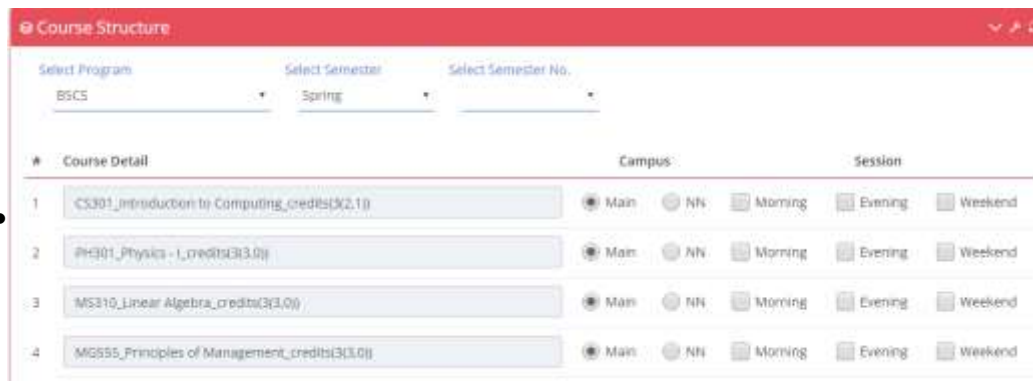 Course Structure
Select Program Select Semester Select Semester No.
BSCS Spring
# Course Detail Campus Session
1 CS301_Introduction to Computing_credits(3(2,1)) Main NN Morning Evening Weekend
2 PH301_Physics - I_credits(3(3,0)) Main NN Morning Evening Weekend
3 MS310_Linear Algebra_credits(3(3,0)) Main NN Morning Evening Weekend
4 MG555_Principles of Management_credits(3(3,0)) Main NN Morning Evening Weekend